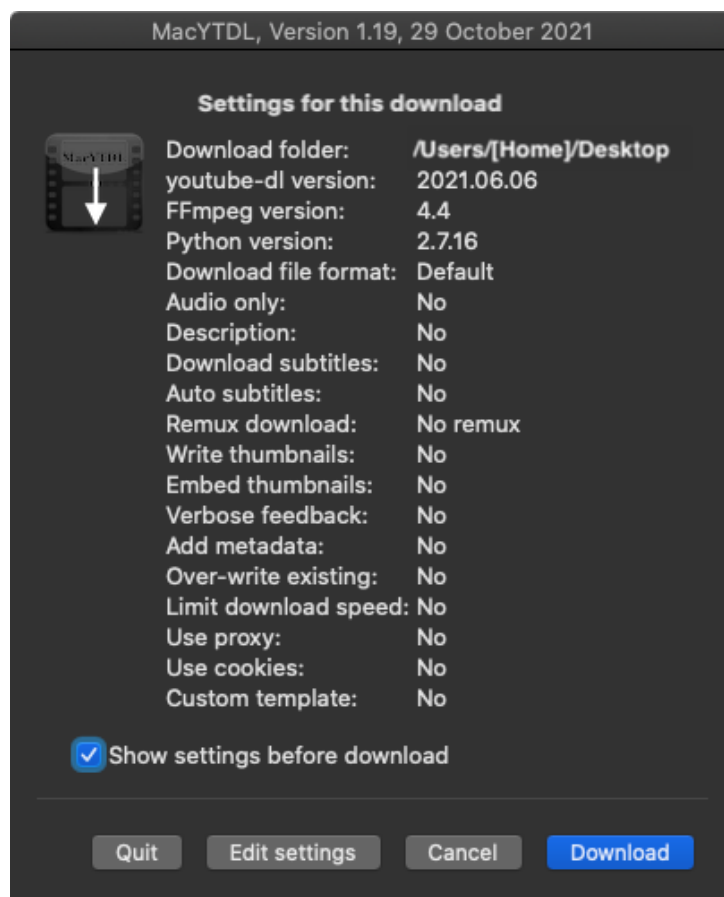 MacYTDL, Version 1.19, 29 October 2021
Settings for this download
MacYTDL
Download folder: /Users/[Home]/Desktop
youtube-dl version: 2021.06.06
FFmpeg version: 4.4
Python version: 2.7.16
Download file format: Default
Audio only: No
Description: No
Download subtitles: No
Auto subtitles: No
Remux download: No remux
Write thumbnails: No
Embed thumbnails: No
Verbose feedback: No
Add metadata: No
Over-write existing: No
Limit download speed: No
Use proxy: No
Use cookies: No
Custom template: No
Show settings before download
Quit Edit settings Cancel Download